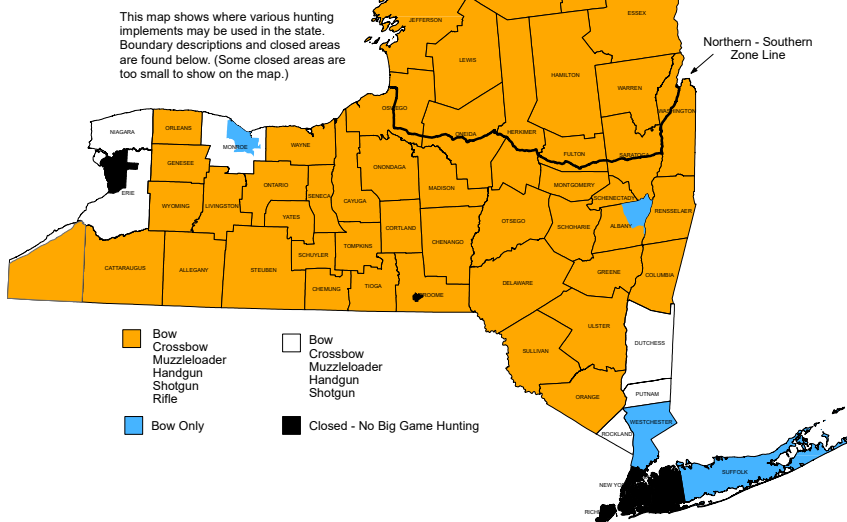 This map shows where various hunting
implements may be used in the state.
Boundary descriptions and closed areas
are found below. (Some closed areas are
too small to show on the map.)
JEFFERSON
ESSEX
Northern - Southern
Zone Line
LEWIS
HAMILTON
WARREN
WASHINGTON
OSWEGO
ONEIDA
HERKIMER
FULTON
SARATOGA
NIAGARA
ORLEANS
MONROE
WAYNE
GENESEE
ERIE
WYOMING
LIVINGSTON
ONTARIO
YATES
SENECA
CAYUGA
ONONDAGA
MADISON
MONTGOMERY
SCHENECTADY
OTSEGO
SCHOHARIE
ALBANY
RENSSELAER
CORTLAND
CHENANGO
TOMPKINS
SCHUYLER
CATTARAUGUS
ALLEGANY
STEUBEN
CHEMUNG
TIOGA
BROOME
DELAWARE
GREENE
COLUMBIA
ULSTER
SULLIVAN
DUTCHESS
ORANGE
PUTNAM
WESTCHESTER
ROCKLAND
SUFFOLK
NEW YO
RICH
Bow
Crossbow
Muzzleloader
Handgun
Shotgun
Rifle
Bow
Crossbow
Muzzleloader
Handgun
Shotgun
Bow Only
Closed - No Big Game Hunting